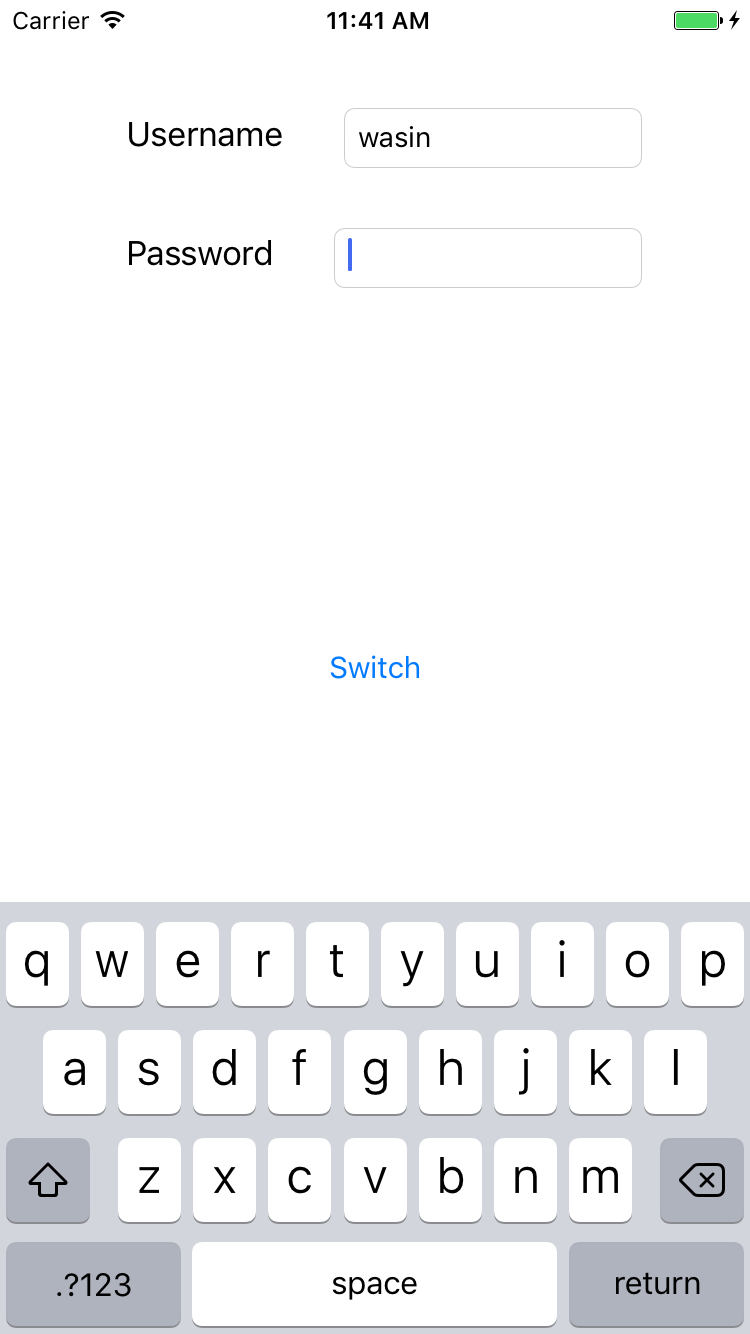 Carrier 11:41 AM
Username wasin
Password
Switch
q w e r t y u i o p
a s d f g h j k l
z x c v b n m
.?123 space return